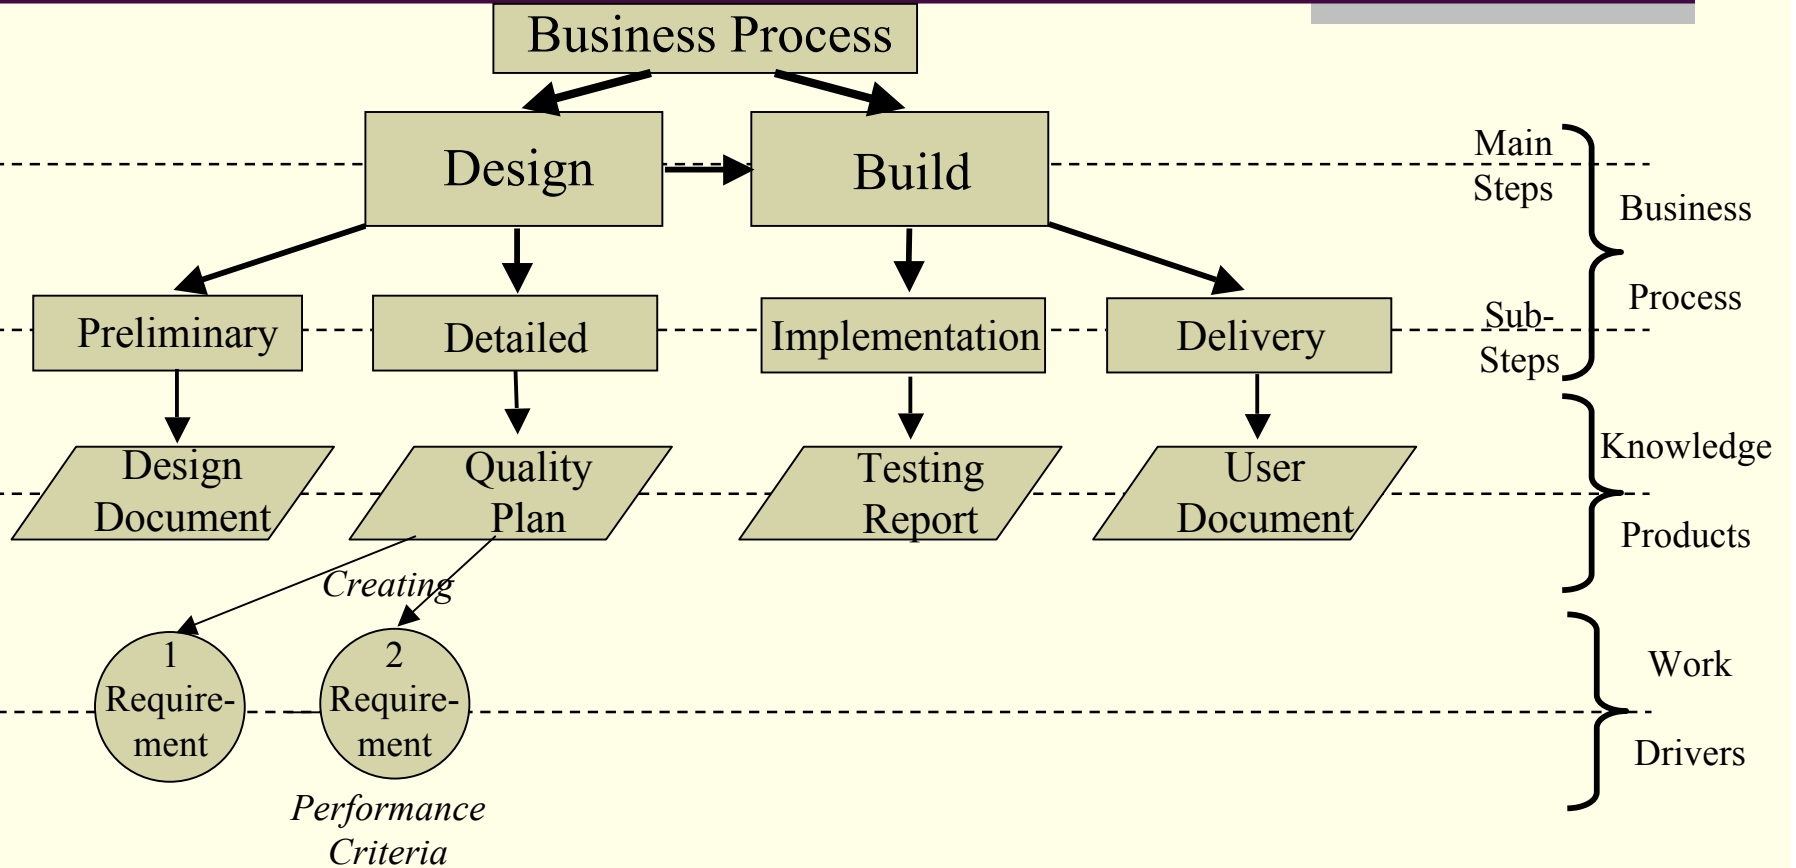 Business Process
Design
Build
Main
Steps
Business
Process
Preliminary
Detailed
Implementation
Delivery
Sub-
Steps
Design
Document
Quality
Plan
Testing
Report
User
Document
Knowledge
Products
Creating
1
Require-
ment
2
Require-
ment
Work
Drivers
Performance
Criteria